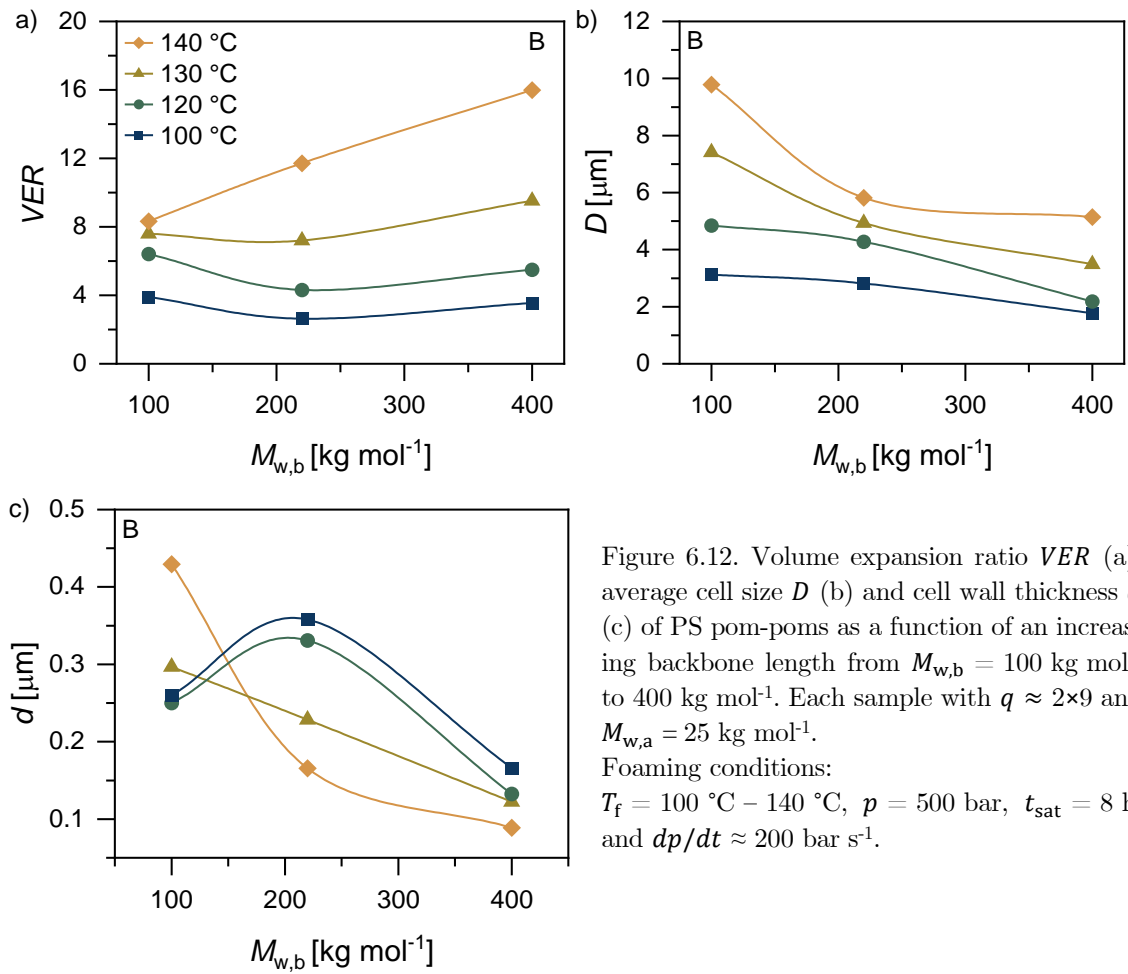 a)
20
16
12
8
4
0
VER
B
140 °C
130 °C
120 °C
100 °C
100
200
300
400
M_w,b [kg mol⁻¹]
b)
12
10
8
6
4
2
0
D [μm]
B
100
200
300
400
M_w,b [kg mol⁻¹]
c)
0.5
0.4
0.3
0.2
0.1
d [μm]
B
100
200
300
400
M_w,b [kg mol⁻¹]
Figure 6.12. Volume expansion ratio VER (a)
average cell size D (b) and cell wall thickness
(c) of PS pom-poms as a function of an increas
ing backbone length from M_w,b = 100 kg mol
to 400 kg mol⁻¹. Each sample with q ≈ 2×9 an
M_w,a = 25 kg mol⁻¹.
Foaming conditions:
T_f = 100 °C – 140 °C, p = 500 bar, t_sat = 8 h
and dp/dt ≈ 200 bar s⁻¹.